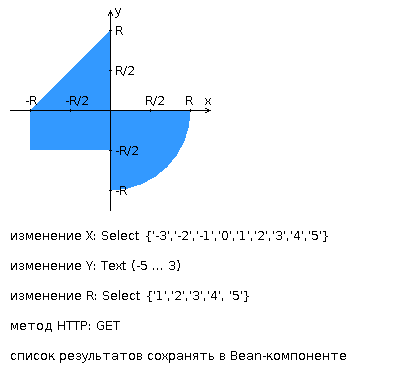 y
R
R/2
-R -R/2 R/2 R x
-R/2
-R
изменение X: Select {'-3','-2','-1','0','1','2','3','4','5'}
изменение Y: Text (-5 ... 3)
изменение R: Select {'1','2','3','4', '5'}
метод HTTP: GET
список результатов сохранять в Bean-компоненте